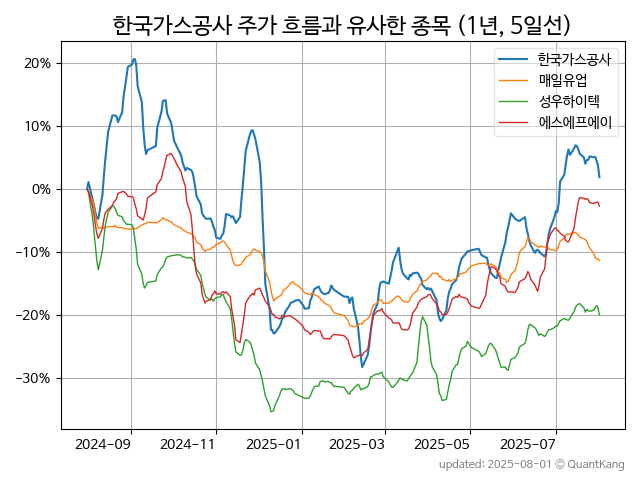 한국가스공사 주가 흐름과 유사한 종목 (1년, 5일선)
한국가스공사
매일유업
성우하이텍
에스에프에이
20%
10%
0%
−10%
−20%
−30%
2024-09 2024-11 2025-01 2025-03 2025-05 2025-07
updated: 2025-08-01 © QuantKang